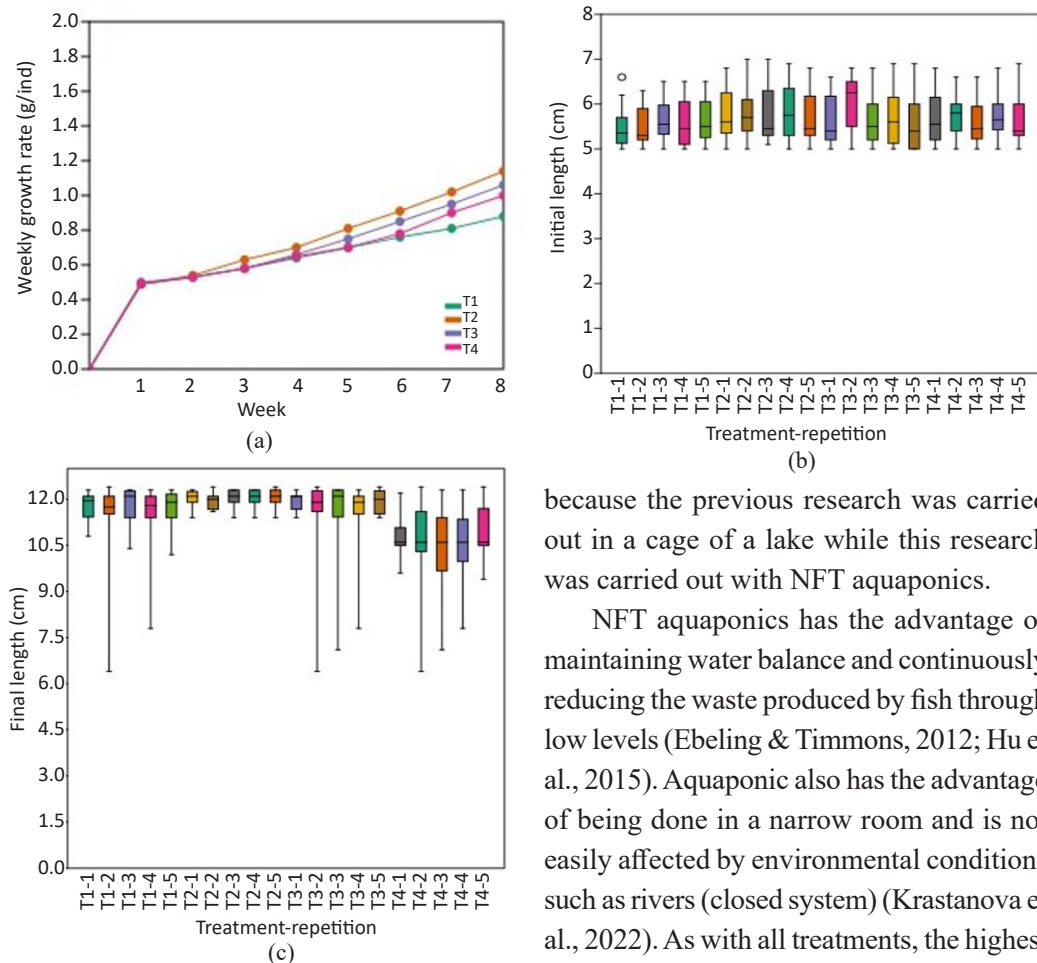 2.0
1.8
1.6
1.4
1.2
1.0
0.8
0.6
0.4
0.2
0.0
Weekly growth rate (g/ind)
T1
T2
T3
T4
1 2 3 4 5 6 7 8
Week
(a)
8
7
6
5
4
3
2
1
0
Initial length (cm)
T1-1 T1-2 T1-3 T1-4 T1-5 T2-1 T2-2 T2-3 T2-4 T2-5 T3-1 T3-2 T3-3 T3-4 T3-5 T4-1 T4-2 T4-3 T4-4 T4-5
Treatment-repetition
(b)
12.0
10.5
9.0
7.5
6.0
4.5
3.0
1.5
0.0
Final length (cm)
T1-1 T1-2 T1-3 T1-4 T1-5 T2-1 T2-2 T2-3 T2-4 T2-5 T3-1 T3-2 T3-3 T3-4 T3-5 T4-1 T4-2 T4-3 T4-4 T4-5
Treatment-repetition
(c)
because the previous research was carried
out in a cage of a lake while this research
was carried out with NFT aquaponics.
NFT aquaponics has the advantage o
maintaining water balance and continuously
reducing the waste produced by fish through
low levels (Ebeling & Timmons, 2012; Hu e
al., 2015). Aquaponic also has the advantage
of being done in a narrow room and is no
easily affected by environmental condition
such as rivers (closed system) (Krastanova e
al., 2022). As with all treatments, the highes